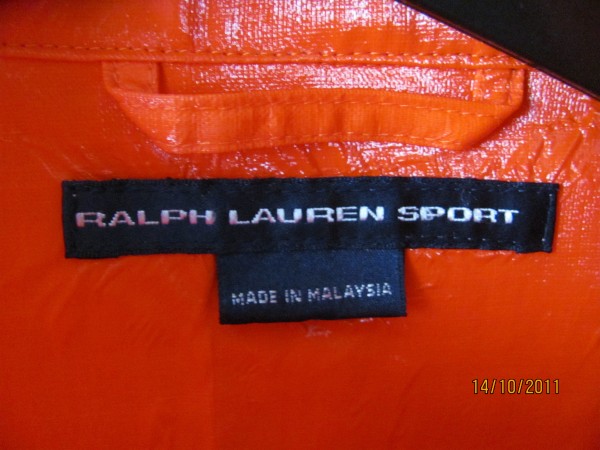 RALPH LAUREN SPORT
MADE IN MALAYSIA
14/10/2011